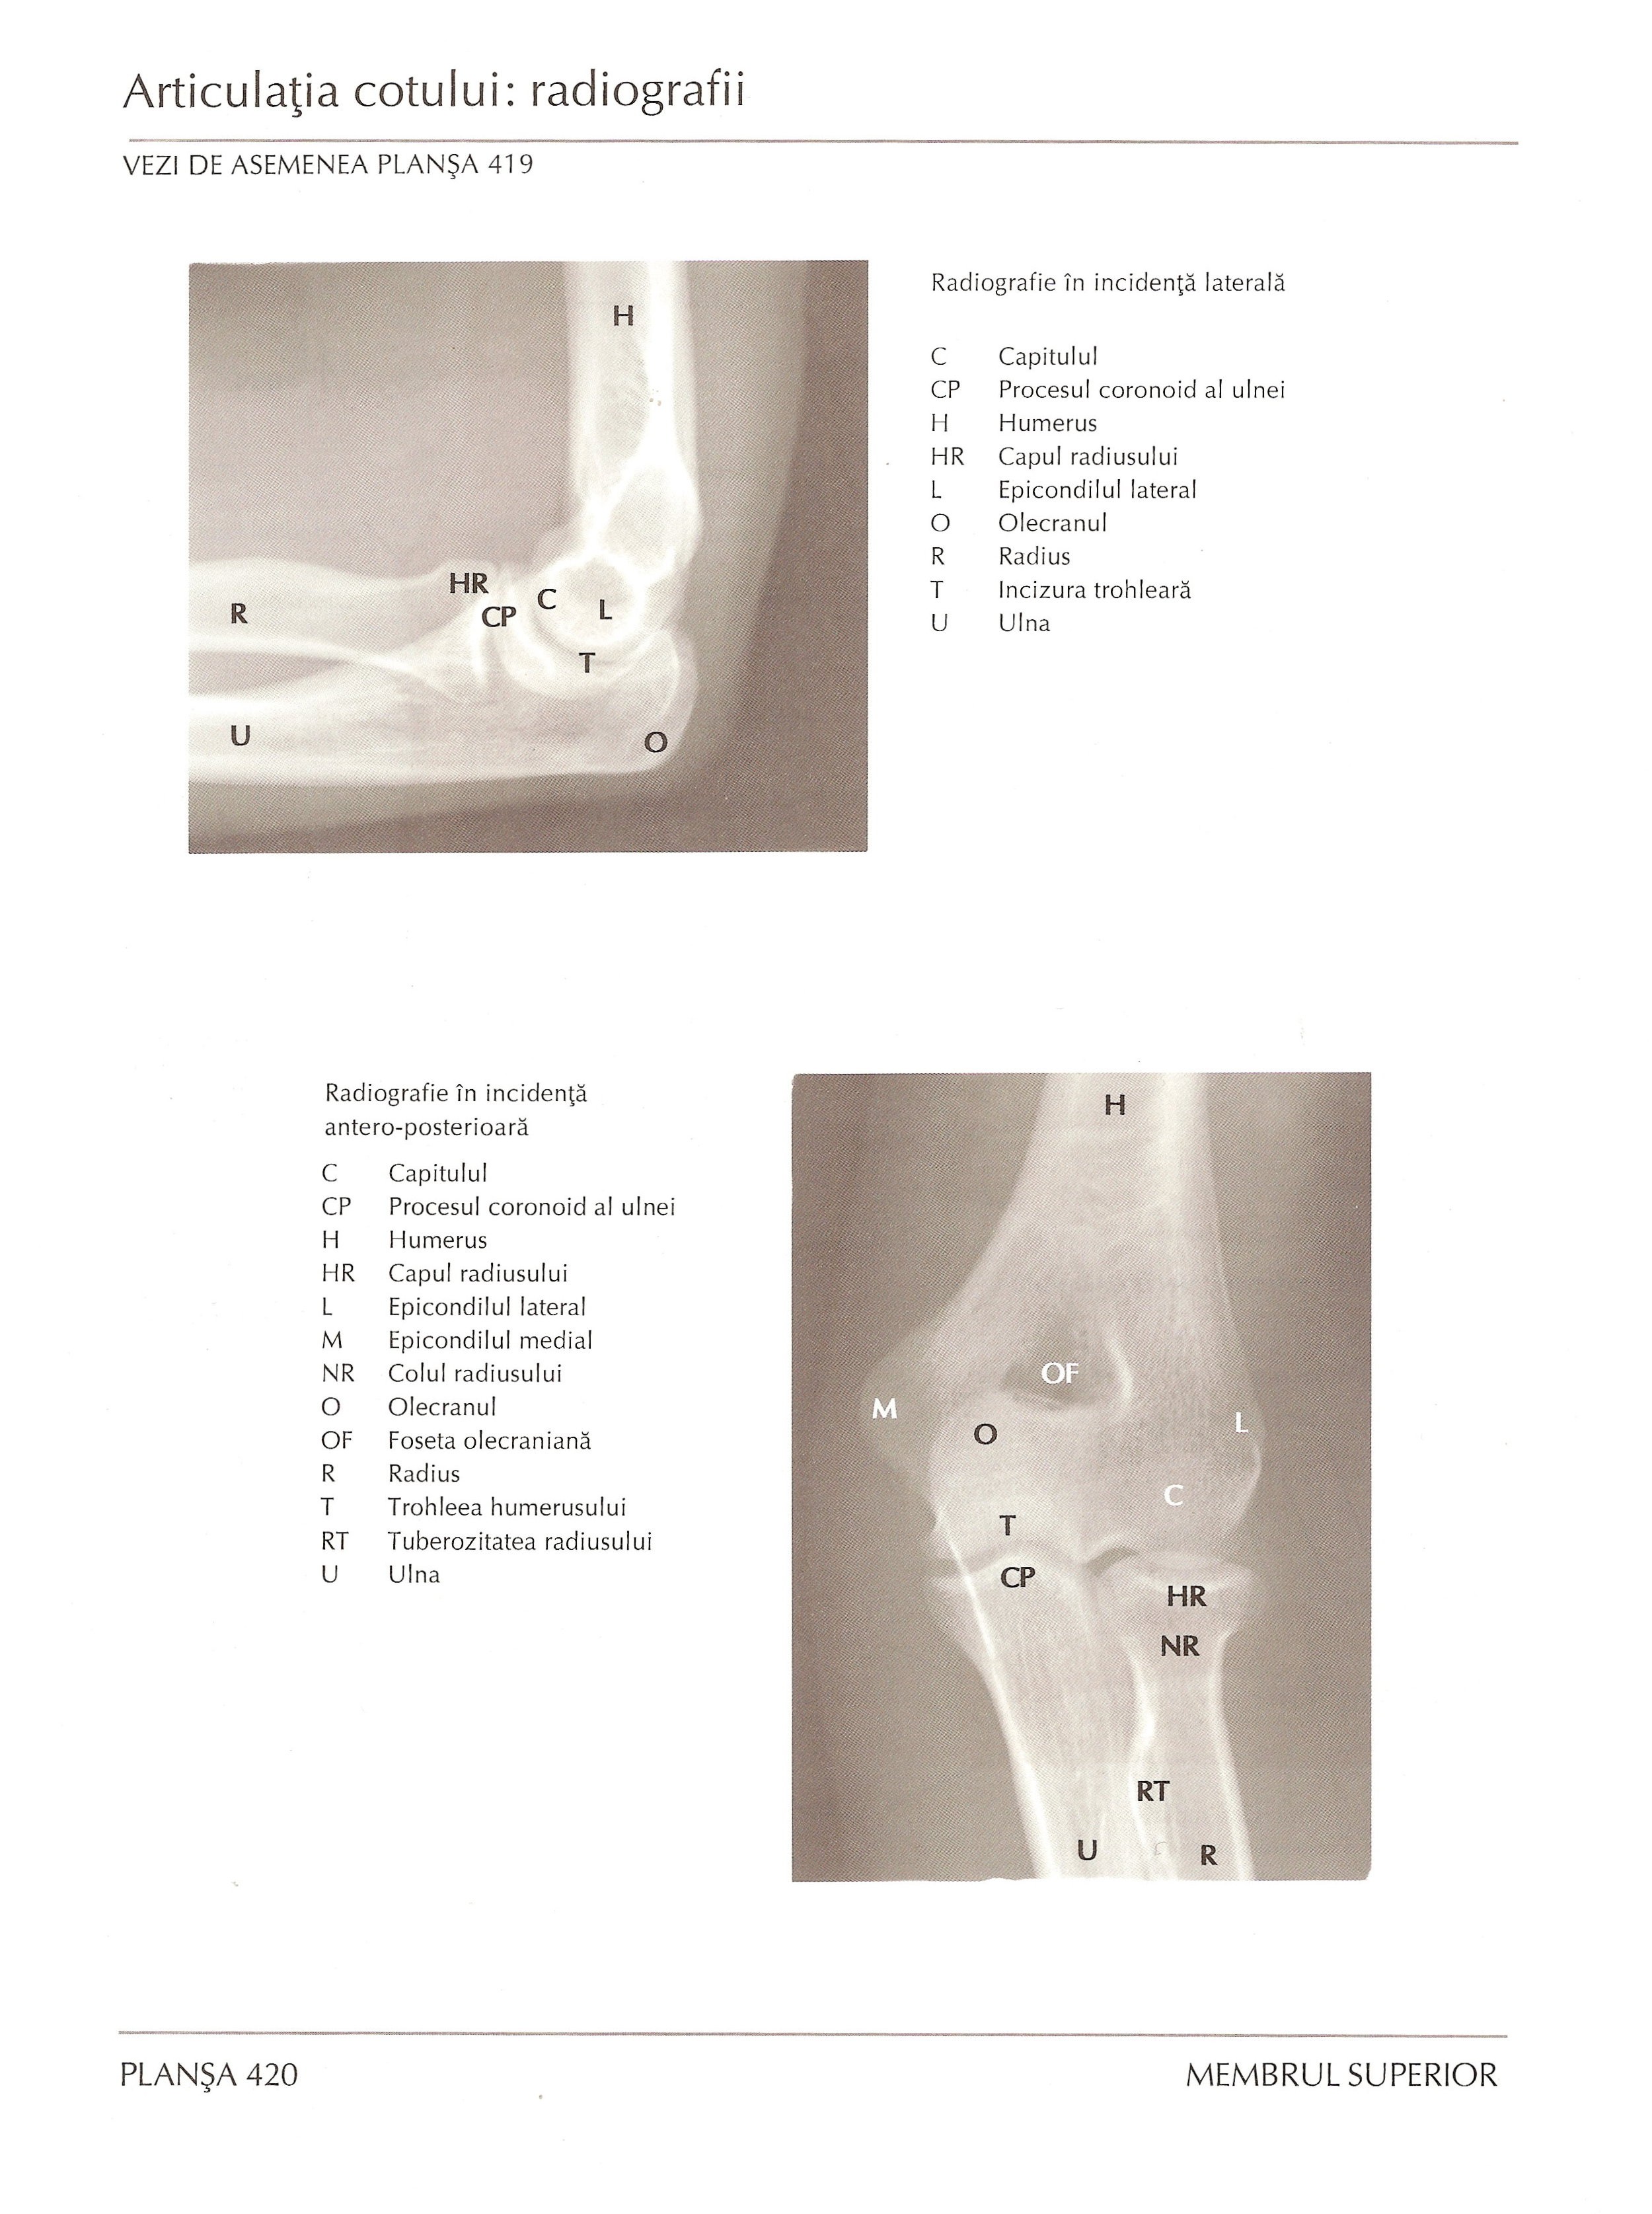 Articulaţia cotului: radiografii
VEZI DE ASEMENEA PLANŞA 419
H
HR
C
R
CP
L
T
U
O
Radiografie în incidenţă laterală
C Capitulul
CP Procesul coronoid al ulnei
H Humerus
HR Capul radiusului
L Epicondilul lateral
O Olecranul
R Radius
T Incizura trohleară
U Ulna
Radiografie în incidenţă
antero-posterioară
C Capitulul
CP Procesul coronoid al ulnei
H Humerus
HR Capul radiusului
L Epicondilul lateral
M Epicondilul medial
NR Colul radiusului
O Olecranul
OF Foseta olecraniană
R Radius
T Trohleea humerusului
RT Tuberozitatea radiusului
U Ulna
H
OF
M
L
O
C
T
CP
HR
NR
RT
U
R
PLANŞA 420
MEMBRUL SUPERIOR